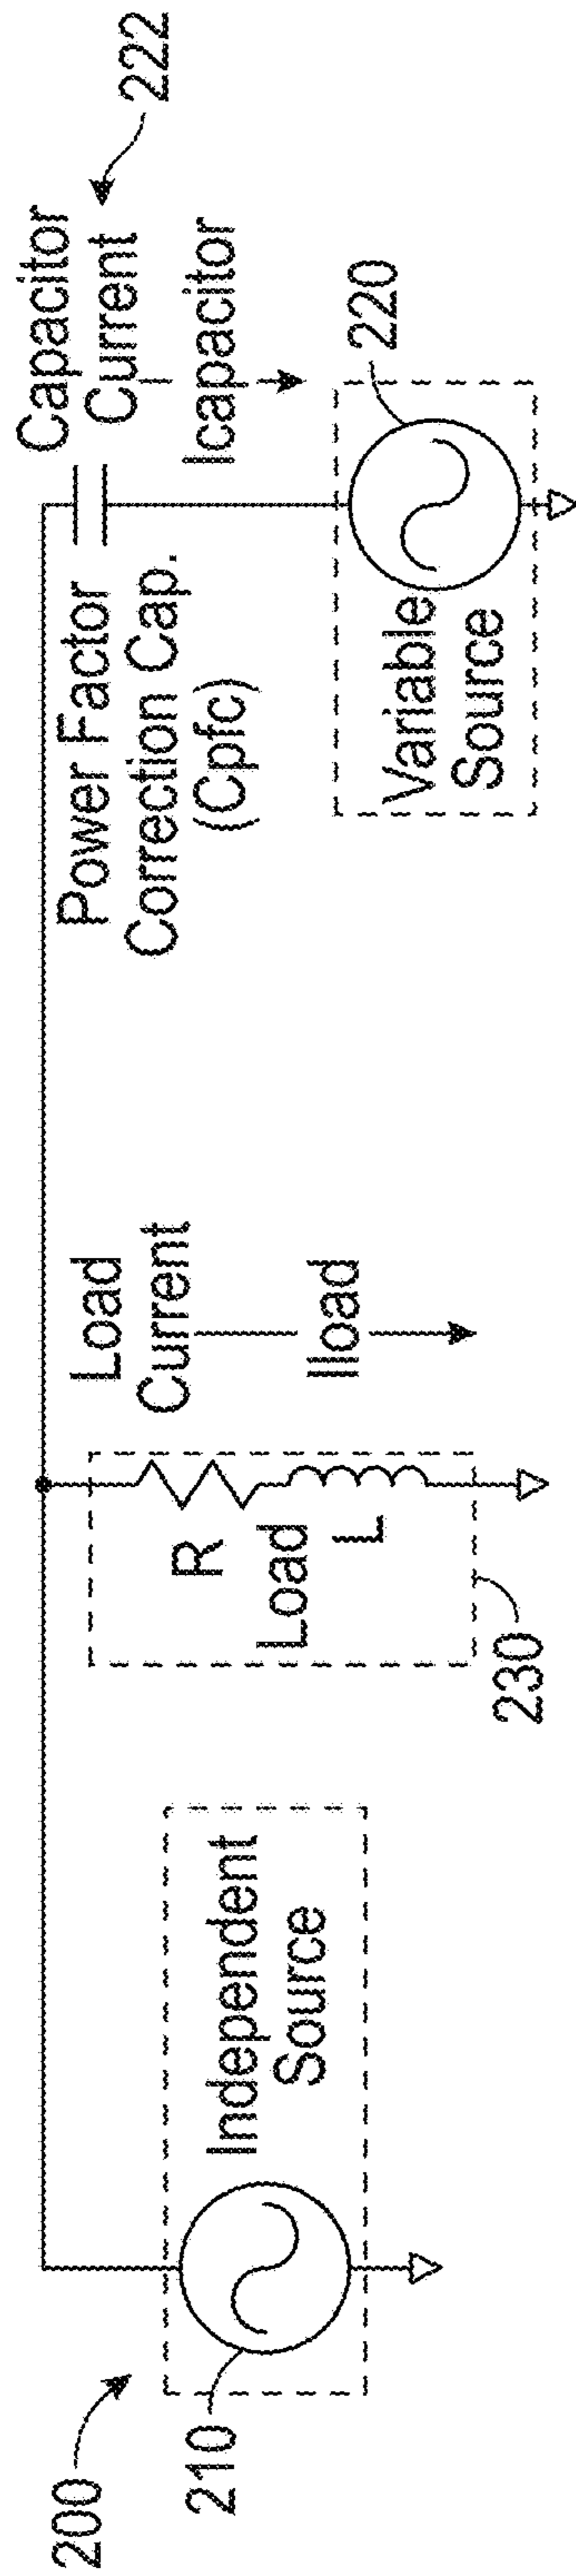 200
210
Independent
Source
R
Load
L
230
Load
Current
Iload
Power Factor
Correction Cap.
(Cpfc)
Capacitor
Current
Icapacitor
222
Variable
Source
220